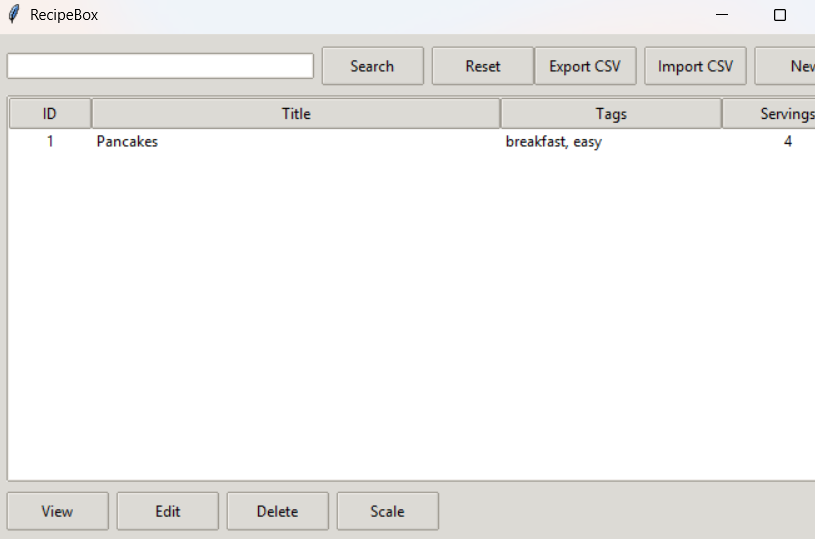 RecipeBox
Search Reset Export CSV Import CSV New
ID Title Tags Servings
1 Pancakes breakfast, easy 4
View Edit Delete Scale